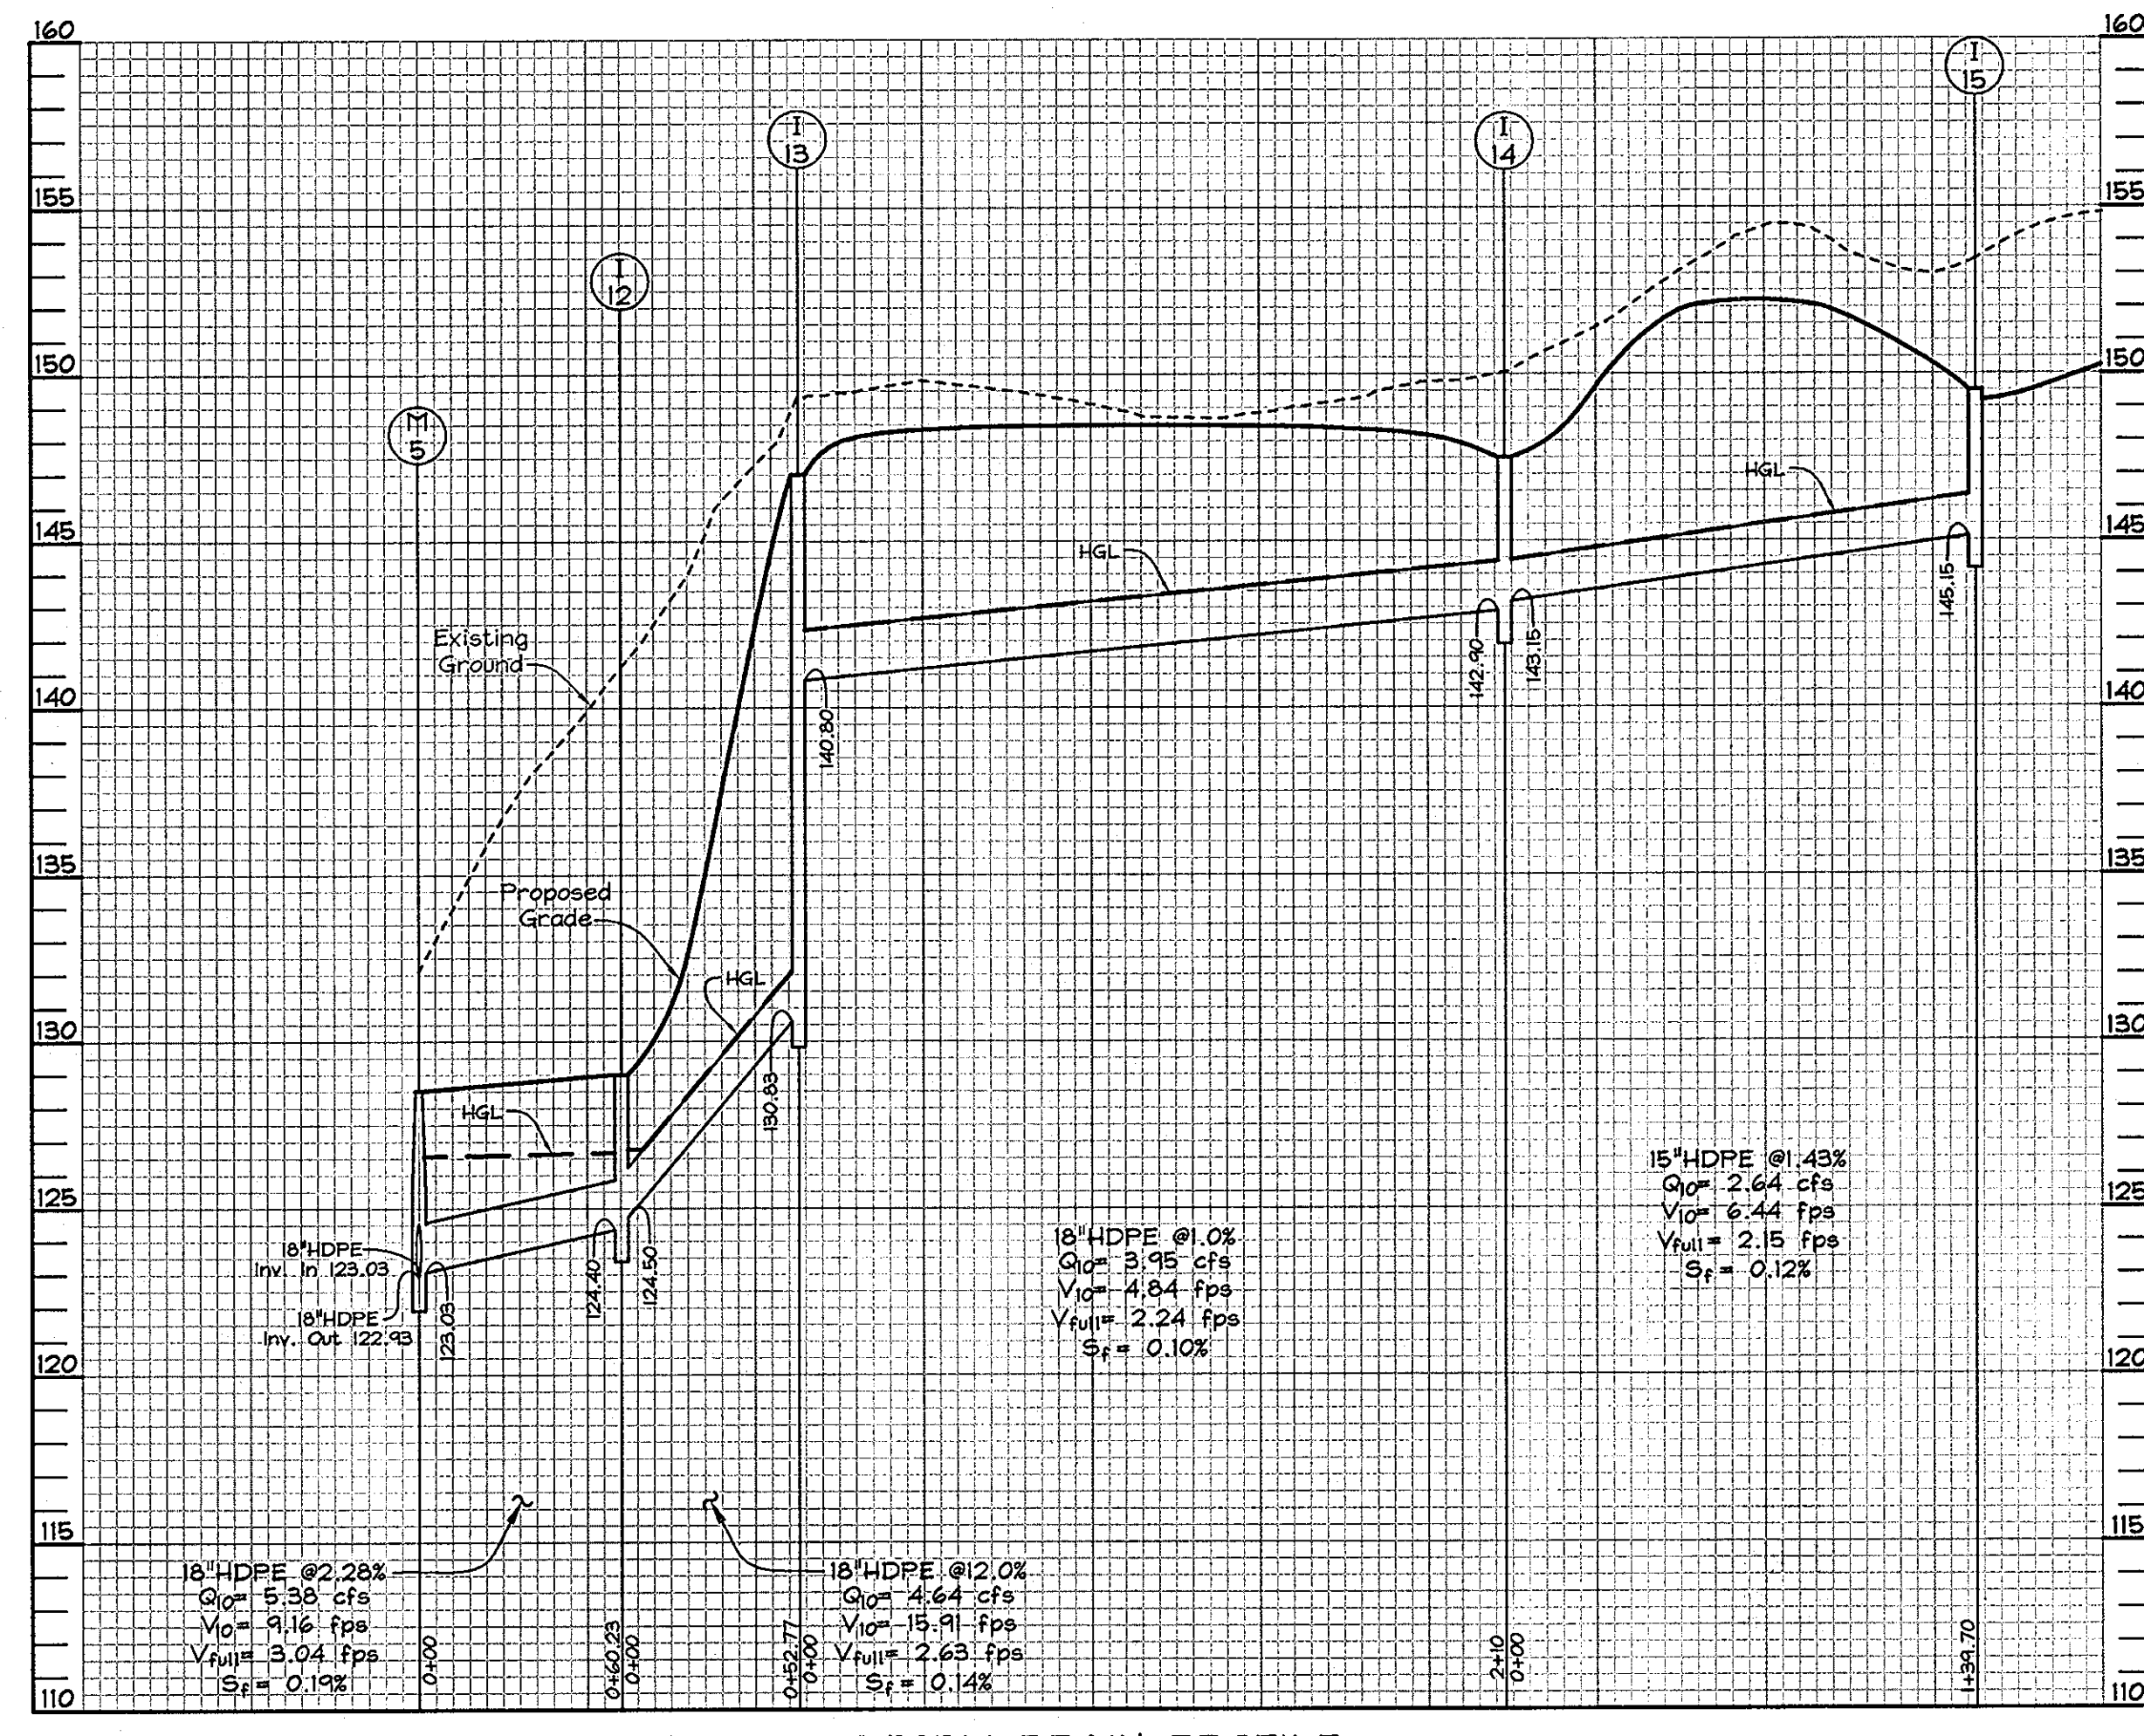 160
160
I
15
I
13
I
14
155
155
I
12
150
150
M
5
HGL
145
145
HGL
145.15
Existing
Ground
142.90
143.15
140
140
140.80
135
135
Proposed
Grade
HGL
130
130
130.83
HGL
125
125
15"HDPE @1.43%
Q10= 2.64 cfs
V10= 6.44 fps
Vfull= 2.15 fps
Sf= 0.12%
18"HDPE @1.0%
Q10= 3.95 cfs
V10= 4.84 fps
Vfull= 2.24 fps
Sf= 0.10%
18"HDPE
Inv. In 123.03
18"HDPE
Inv. Out 122.93
123.03
124.40
124.50
120
120
115
115
18"HDPE @2.28%
Q10= 5.38 cfs
V10= 9.16 fps
Vfull= 3.04 fps
Sf= 0.19%
18"HDPE @12.0%
Q10= 4.64 cfs
V10= 15.91 fps
Vfull= 2.63 fps
Sf= 0.14%
0+00
0+60.23
0+00
0+52.77
0+00
2+10
0+00
1+39.70
110
110